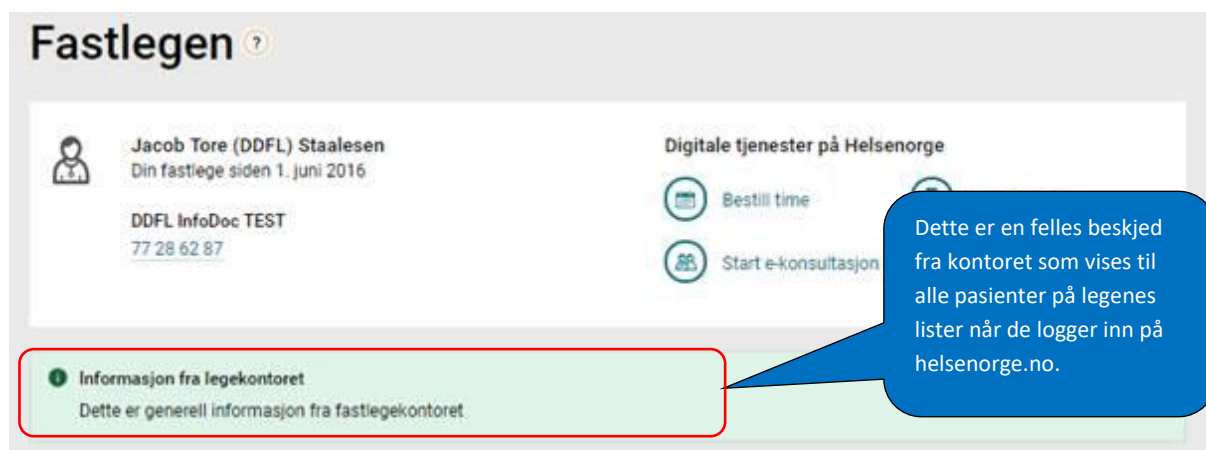 Fastlegen ?
Jacob Tore (DDFL) Staalesen
Din fastlege siden 1. juni 2016
DDFL InfoDoc TEST
77 28 62 87
Digitale tjenester på Helsenorge
Bestill time
Start e-konsultasjon
Dette er en felles beskjed
fra kontoret som vises til
alle pasienter på legenes
lister når de logger inn på
helsenorge.no.
Informasjon fra legekontoret
Dette er generell informasjon fra fastlegekontoret